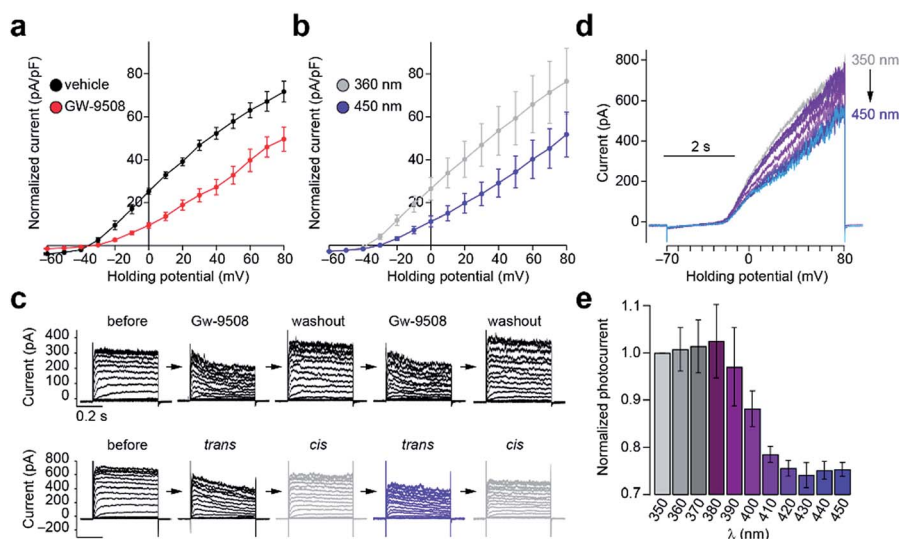 a
Normalized current (pA/pF)
80
60
40
20
−60 −40 −20 0 20 40 60 80
Holding potential (mV)
vehicle
GW-9508
b
Normalized current (pA/pF)
80
60
40
20
−60 −40 −20 0 20 40 60 80
Holding potential (mV)
360 nm
450 nm
c
before Gw-9508 washout Gw-9508 washout
Current (pA)
400
300
200
100
0
0.2 s
before trans cis trans cis
Current (pA)
800
600
400
200
0
−200
d
Current (pA)
800
600
400
200
0
2 s
350 nm
450 nm
−70 0 80
Holding potential (mV)
e
Normalized photocurrent
1.1
1.0
0.9
0.8
0.7
350 360 370 380 390 400 410 420 430 440 450
λ (nm)